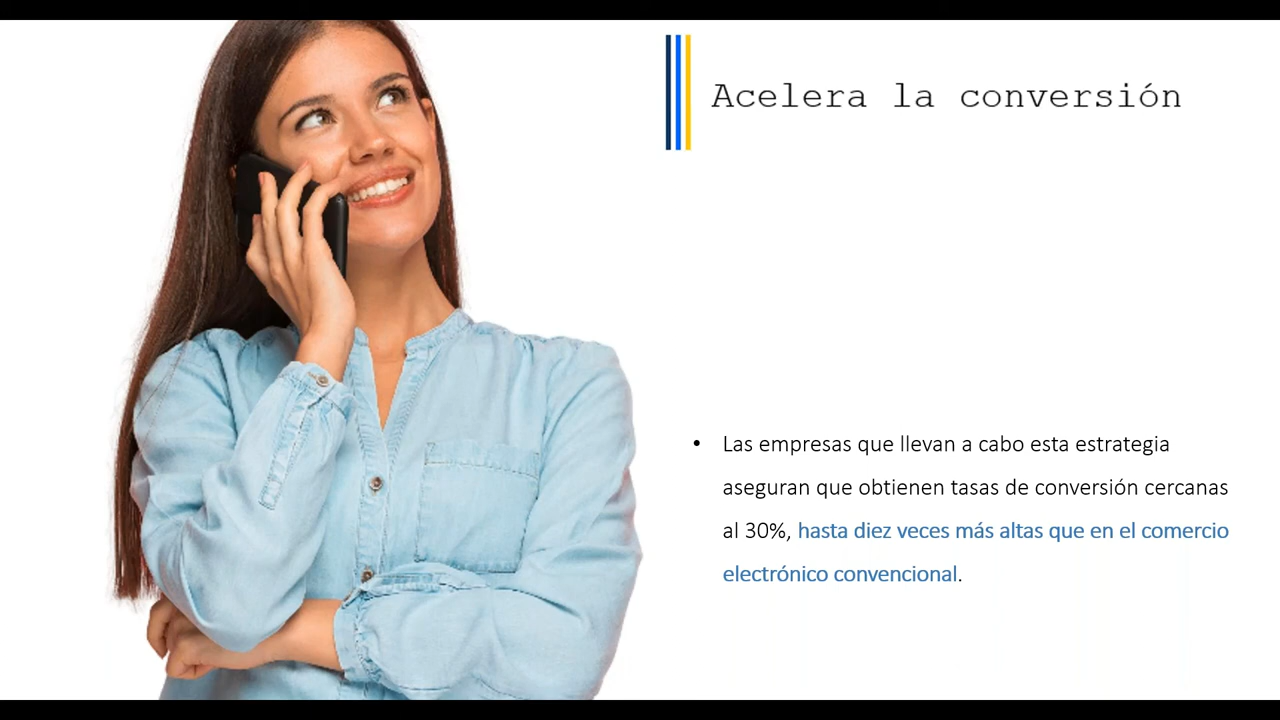 Acelera la conversión
• Las empresas que llevan a cabo esta estrategia
aseguran que obtienen tasas de conversión cercanas
al 30%, hasta diez veces más altas que en el comercio
electrónico convencional.